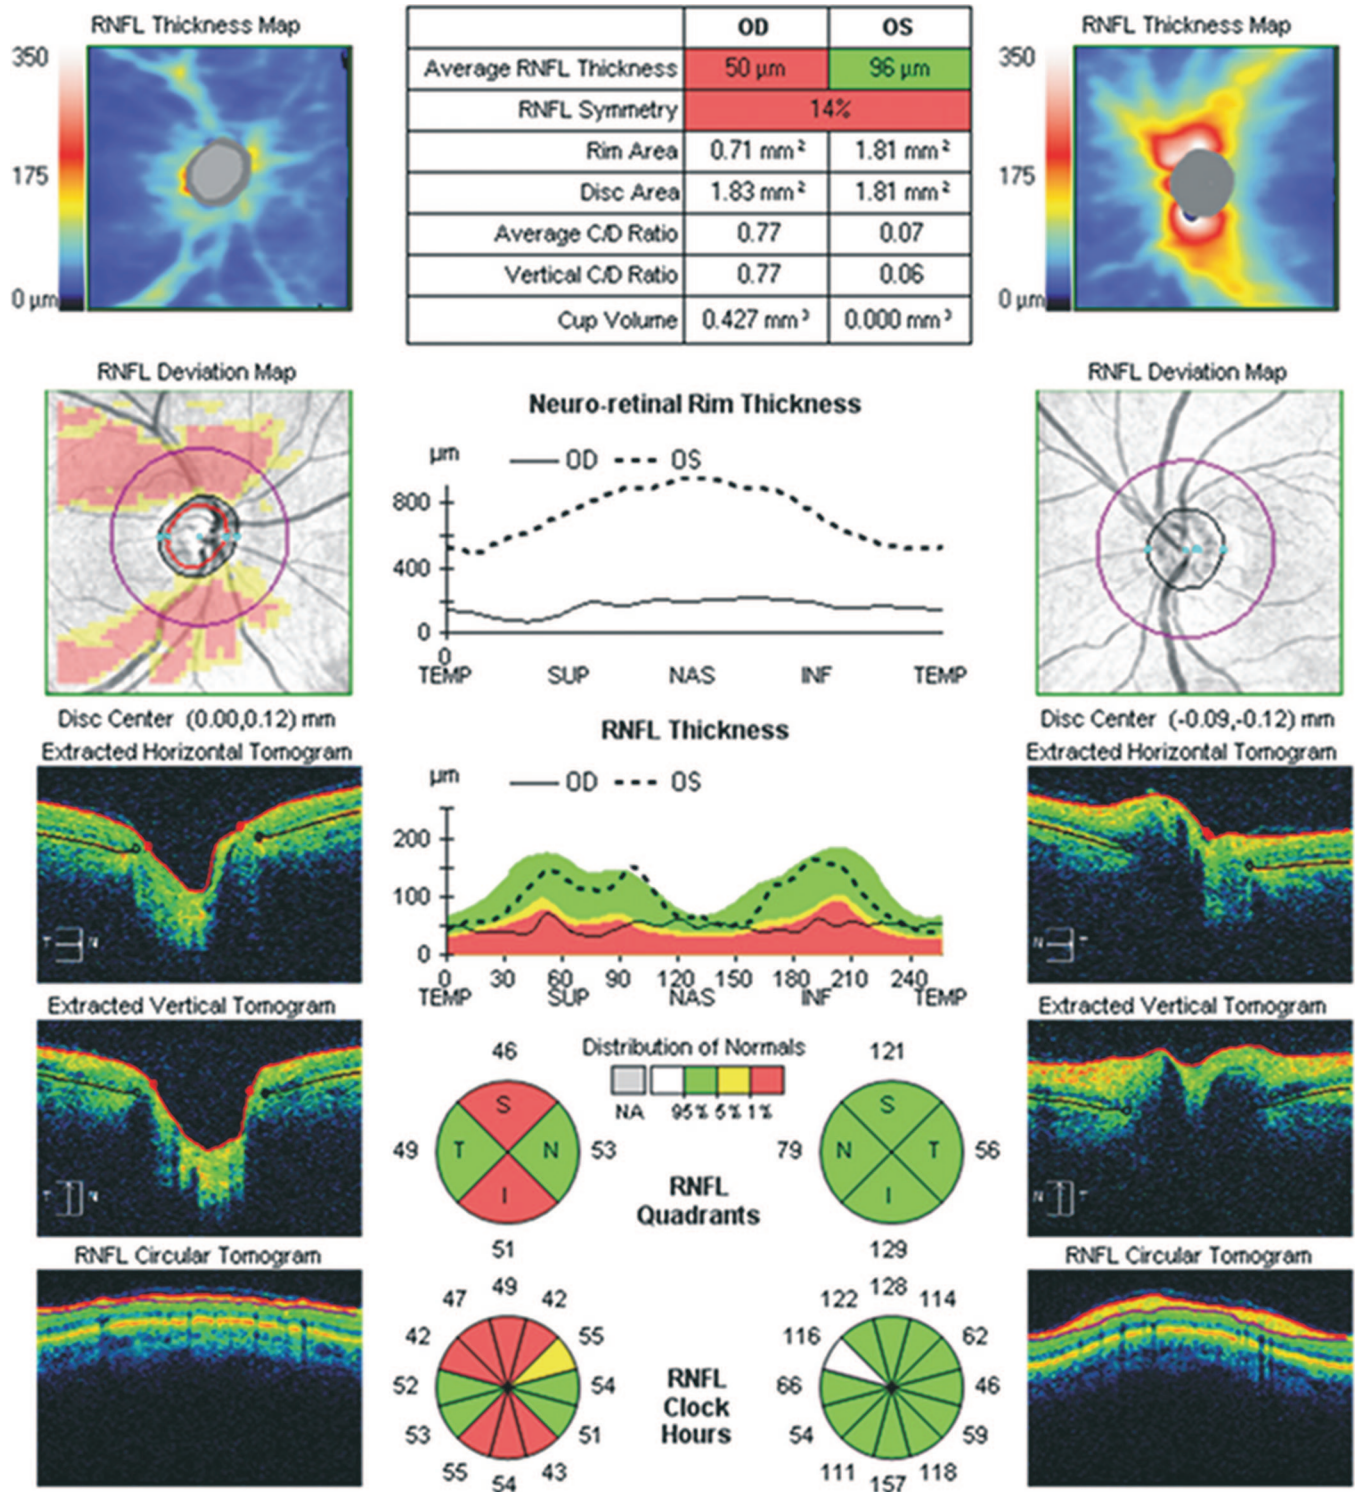 RNFL Thickness Map
350
175
0 µm
OD OS
Average RNFL Thickness 50 µm 96 µm
RNFL Symmetry 14%
Rim Area 0.71 mm² 1.81 mm²
Disc Area 1.83 mm² 1.81 mm²
Average C/D Ratio 0.77 0.07
Vertical C/D Ratio 0.77 0.06
Cup Volume 0.427 mm³ 0.000 mm³
RNFL Thickness Map
350
175
0 µm
RNFL Deviation Map
Disc Center (0.00,0.12) mm
Neuro-retinal Rim Thickness
µm OD OS
800
400
0
0
TEMP SUP NAS INF TEMP
RNFL Deviation Map
Disc Center (-0.09,-0.12) mm
Extracted Horizontal Tomogram
T N
Extracted Vertical Tomogram
T N
RNFL Circular Tomogram
RNFL Thickness
µm OD OS
200
100
0
0 30 60 90 120 150 180 210 240
TEMP SUP NAS INF TEMP
Extracted Horizontal Tomogram
N T
Extracted Vertical Tomogram
N T
RNFL Circular Tomogram
Distribution of Normals
NA 95% 5% 1%
46
S
49 T N 53
I
51
RNFL
Quadrants
121
S
79 N T 56
I
129
49
47 42
42 55
52 54
53 51
55 43
54
RNFL
Clock
Hours
128
122 114
116 62
66 46
54 59
111 118
157